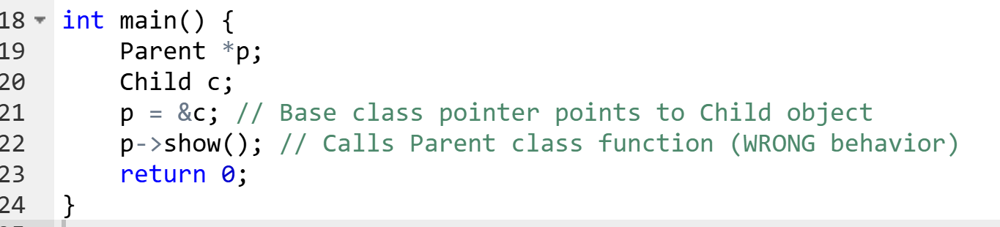 18 int main() {
19 Parent *p;
20 Child c;
21 p = &c; // Base class pointer points to Child object
22 p->show(); // Calls Parent class function (WRONG behavior)
23 return 0;
24 }